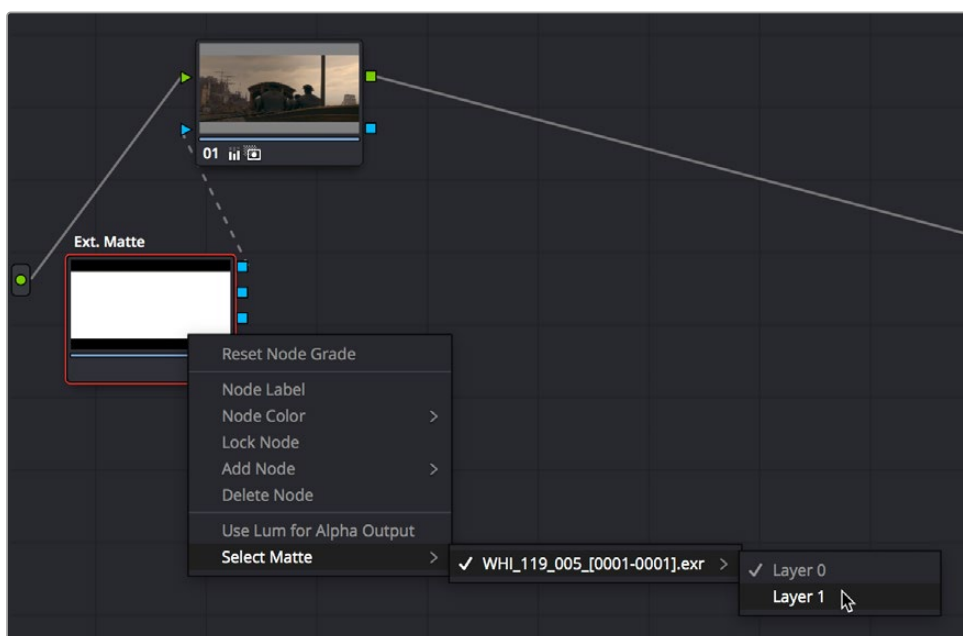 01
Ext. Matte
Reset Node Grade
Node Label
Node Color
Lock Node
Add Node
Delete Node
Use Lum for Alpha Output
Select Matte
WHI_119_005_[0001-0001].exr
Layer 0
Layer 1